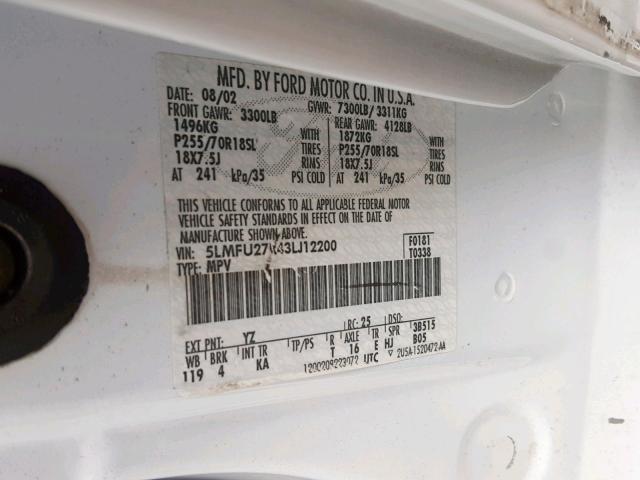 MFD. BY FORD MOTOR CO. IN U.S.A.
DATE: 08/02 GVWR: 7300LB/ 3311KG
FRONT GAWR: 3300LB REAR GAWR: 4128LB
1496KG WITH 1872KG WITH
P255/70R18SL TIRES P255/70R18SL TIRES
18X7.5J RIMS 18X7.5J RIMS
AT 241 kPa/35 PSI COLD AT 241 kPa/35 PSI COLD
THIS VEHICLE CONFORMS TO ALL APPLICABLE FEDERAL MOTOR
VEHICLE SAFETY STANDARDS IN EFFECT ON THE DATE OF
MANUFACTURE SHOWN ABOVE.
VIN: F0181
TYPE: MPV T0338
EXT PNT: YZ RC: 25 DSO:
WB BRK INT TR TP/PS R AXLE TR SPR 3B515
119 4 KA T 16 E HJ B05
UTC